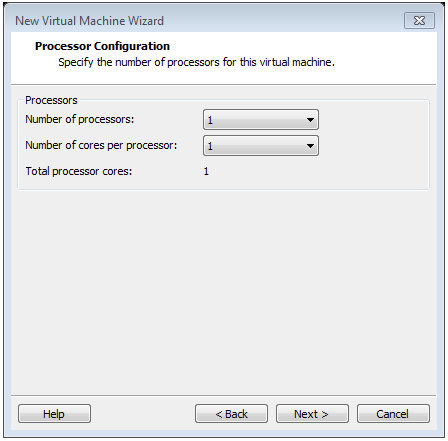 New Virtual Machine Wizard
Processor Configuration
Specify the number of processors for this virtual machine.
Processors
Number of processors: 1
Number of cores per processor: 1
Total processor cores: 1
Help < Back Next > Cancel